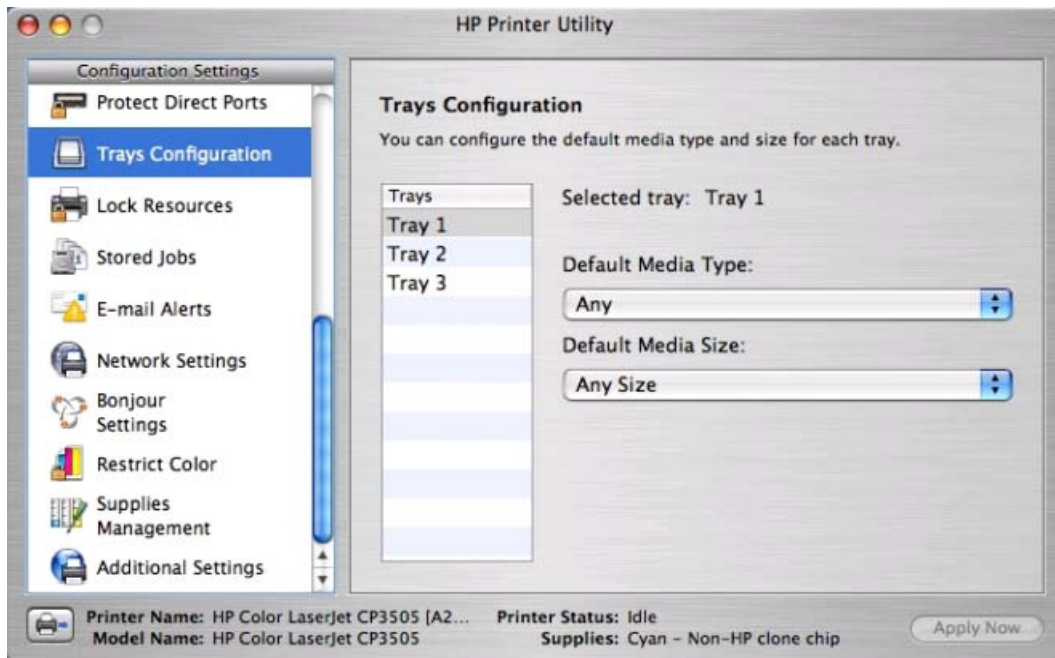 HP Printer Utility
Configuration Settings
Protect Direct Ports
Trays Configuration
Lock Resources
Stored Jobs
E-mail Alerts
Network Settings
Bonjour
Settings
Restrict Color
Supplies
Management
Additional Settings
Trays Configuration
You can configure the default media type and size for each tray.
Trays
Tray 1
Tray 2
Tray 3
Selected tray: Tray 1
Default Media Type:
Any
Default Media Size:
Any Size
Printer Name: HP Color LaserJet CP3505 [A2...
Model Name: HP Color LaserJet CP3505
Printer Status: Idle
Supplies: Cyan - Non-HP clone chip
Apply Now